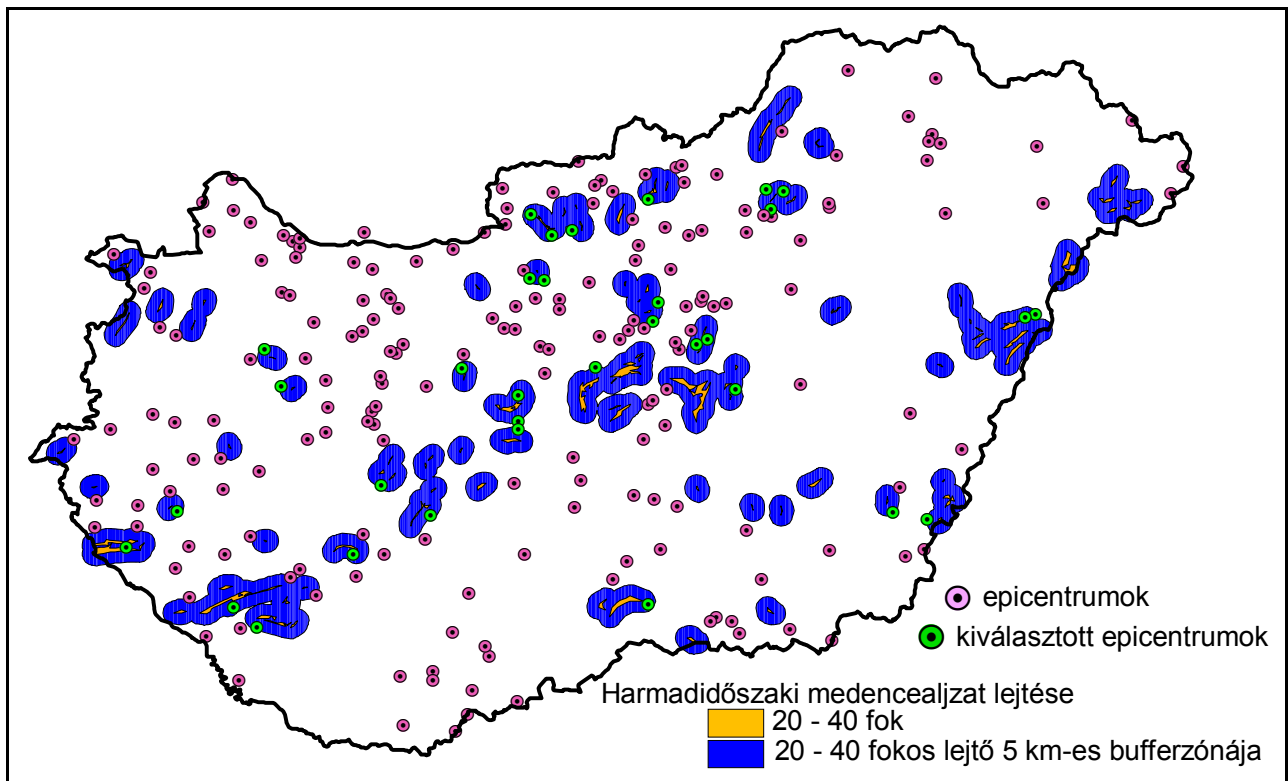 epicentrumok
kiválasztott epicentrumok
Harmadidőszaki medencealjzat lejtése
20 - 40 fok
20 - 40 fokos lejtő 5 km-es bufferzónája